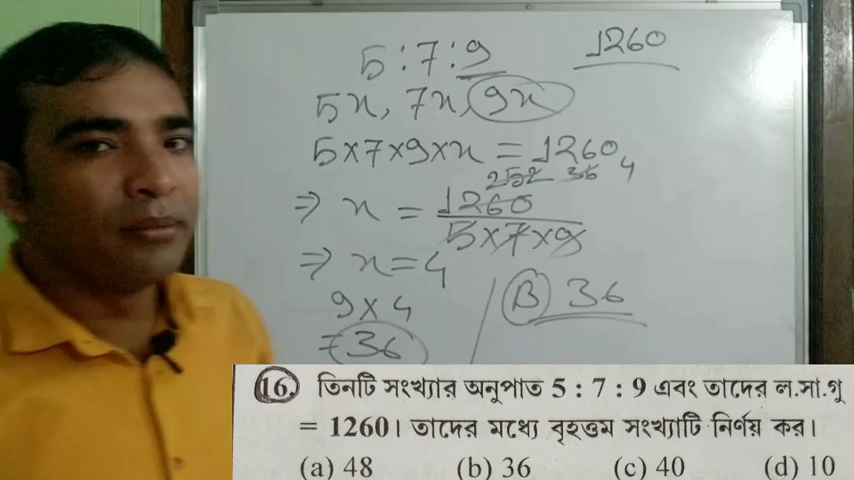 5 : 7 : 9 1260
5x, 7x, 9x
5×7×9×x = 1260
252 36 4
⇒ x = 1260
5×7×9
⇒ x = 4
9×4
= 36
B 36
16. তিনটি সংখ্যার অনুপাত 5 : 7 : 9 এবং তাদের ল.সা.গু
= 1260। তাদের মধ্যে বৃহত্তম সংখ্যাটি নির্ণয় কর।
(a) 48 (b) 36 (c) 40 (d) 10